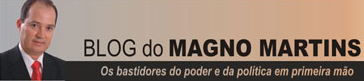 BLOG do MAGNO MARTINS
Os bastidores do poder e da política em primeira mão